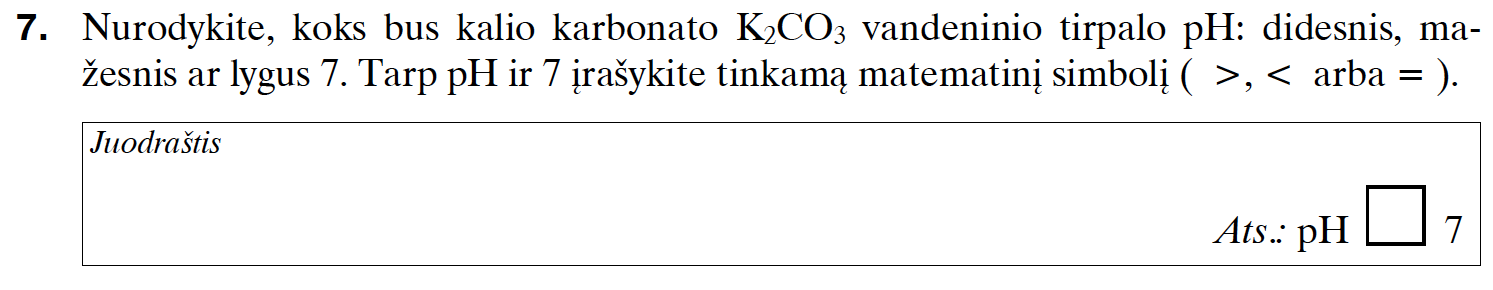 7. Nurodykite, koks bus kalio karbonato K₂CO₃ vandeninio tirpalo pH: didesnis, ma-
žesnis ar lygus 7. Tarp pH ir 7 įrašykite tinkamą matematinį simbolį ( >, < arba = ).
Juodraštis
Ats.: pH 7